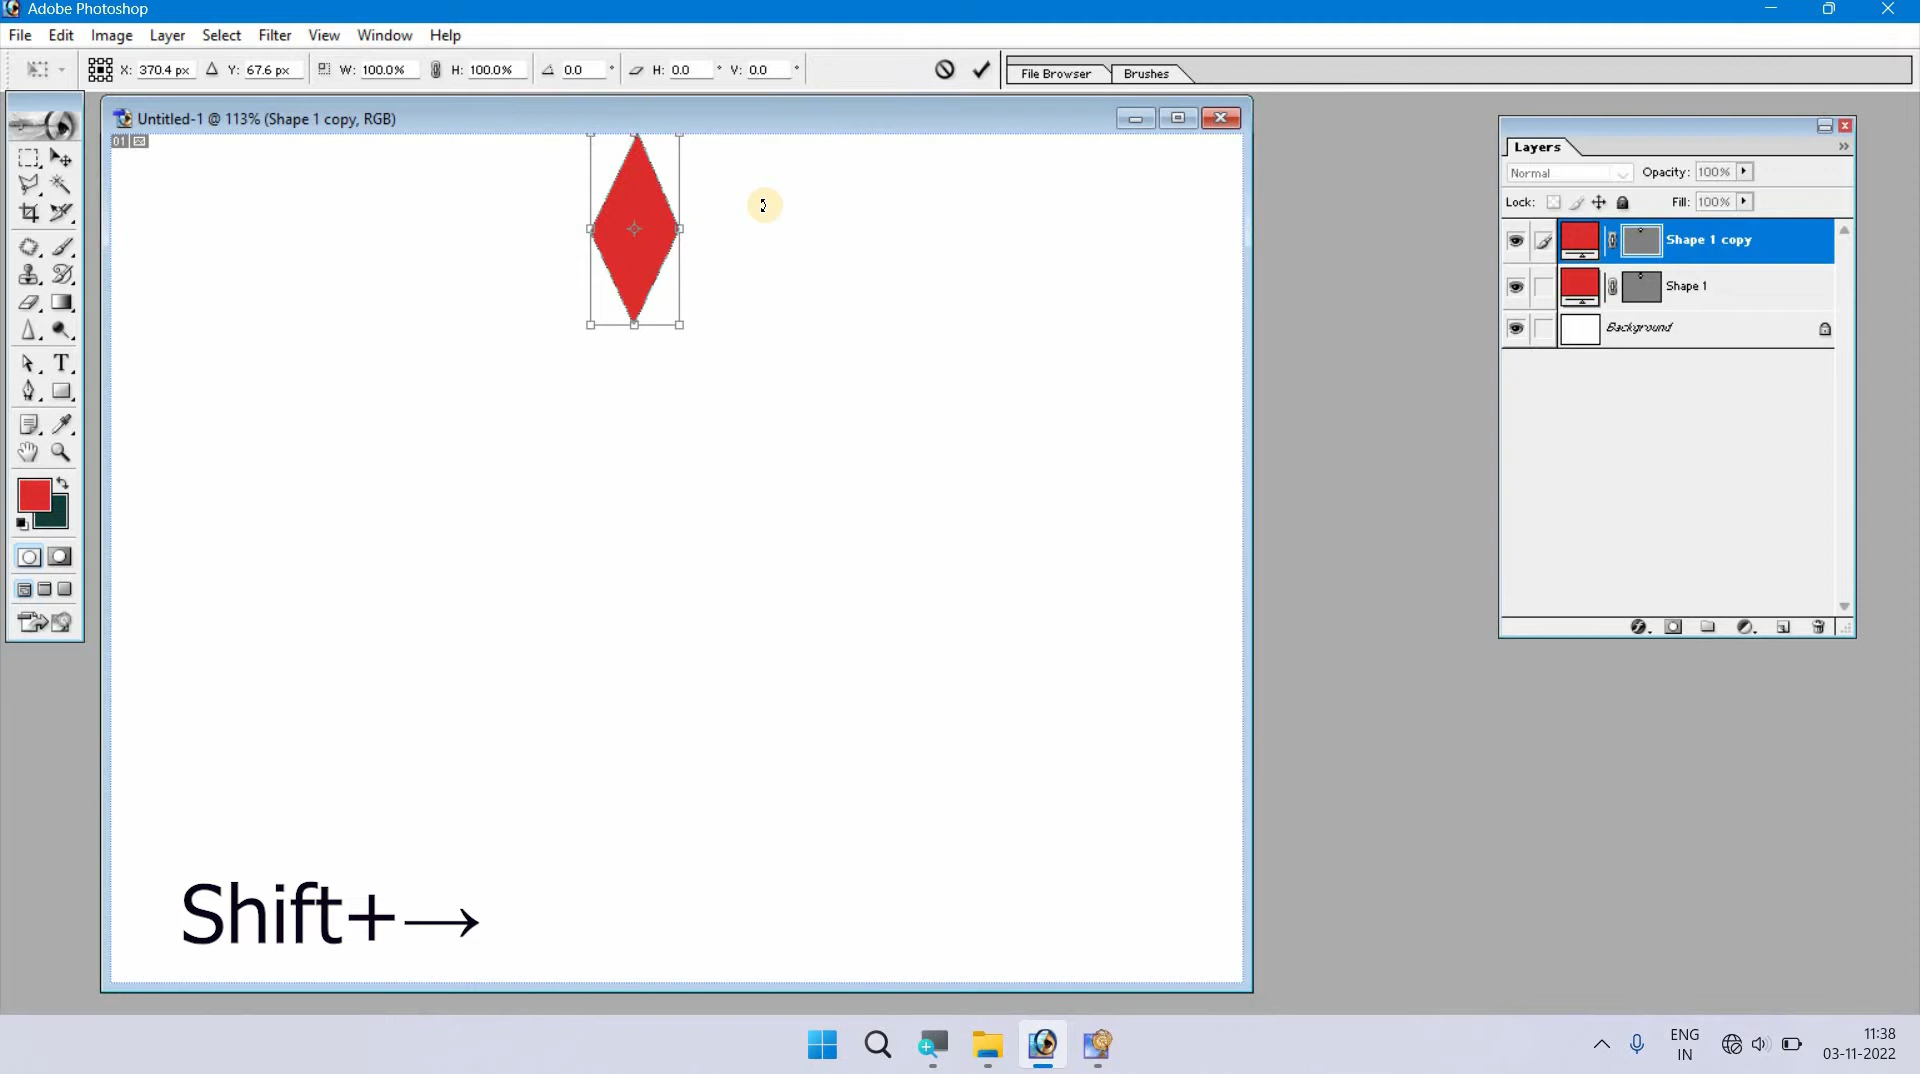 Adobe Photoshop
File Edit Image Layer Select Filter View Window Help
X: 370.4 px Y: 67.6 px W: 100.0% H: 100.0% 0.0 ° H: 0.0 ° V: 0.0 ° File Browser Brushes
Untitled-1 @ 113% (Shape 1 copy, RGB)
01
Layers
Normal Opacity: 100%
Lock: Fill: 100%
Shape 1 copy
Shape 1
Background
T
Shift+→
ENG
IN
11:38
03-11-2022